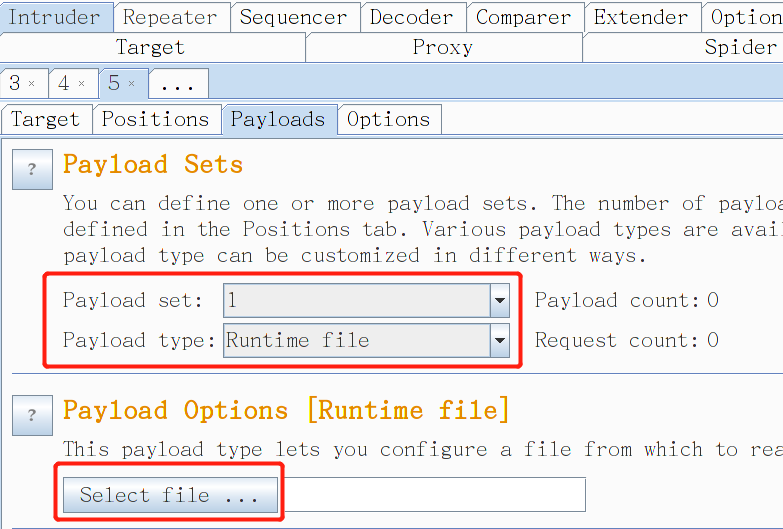 Intruder Repeater Sequencer Decoder Comparer Extender Option
Target Proxy Spider
3 × 4 × 5 × ...
Target Positions Payloads Options
? Payload Sets
You can define one or more payload sets. The number of payloa
defined in the Positions tab. Various payload types are avai
payload type can be customized in different ways.
Payload set: 1 Payload count: 0
Payload type: Runtime file Request count: 0
? Payload Options [Runtime file]
This payload type lets you configure a file from which to rea
Select file ...